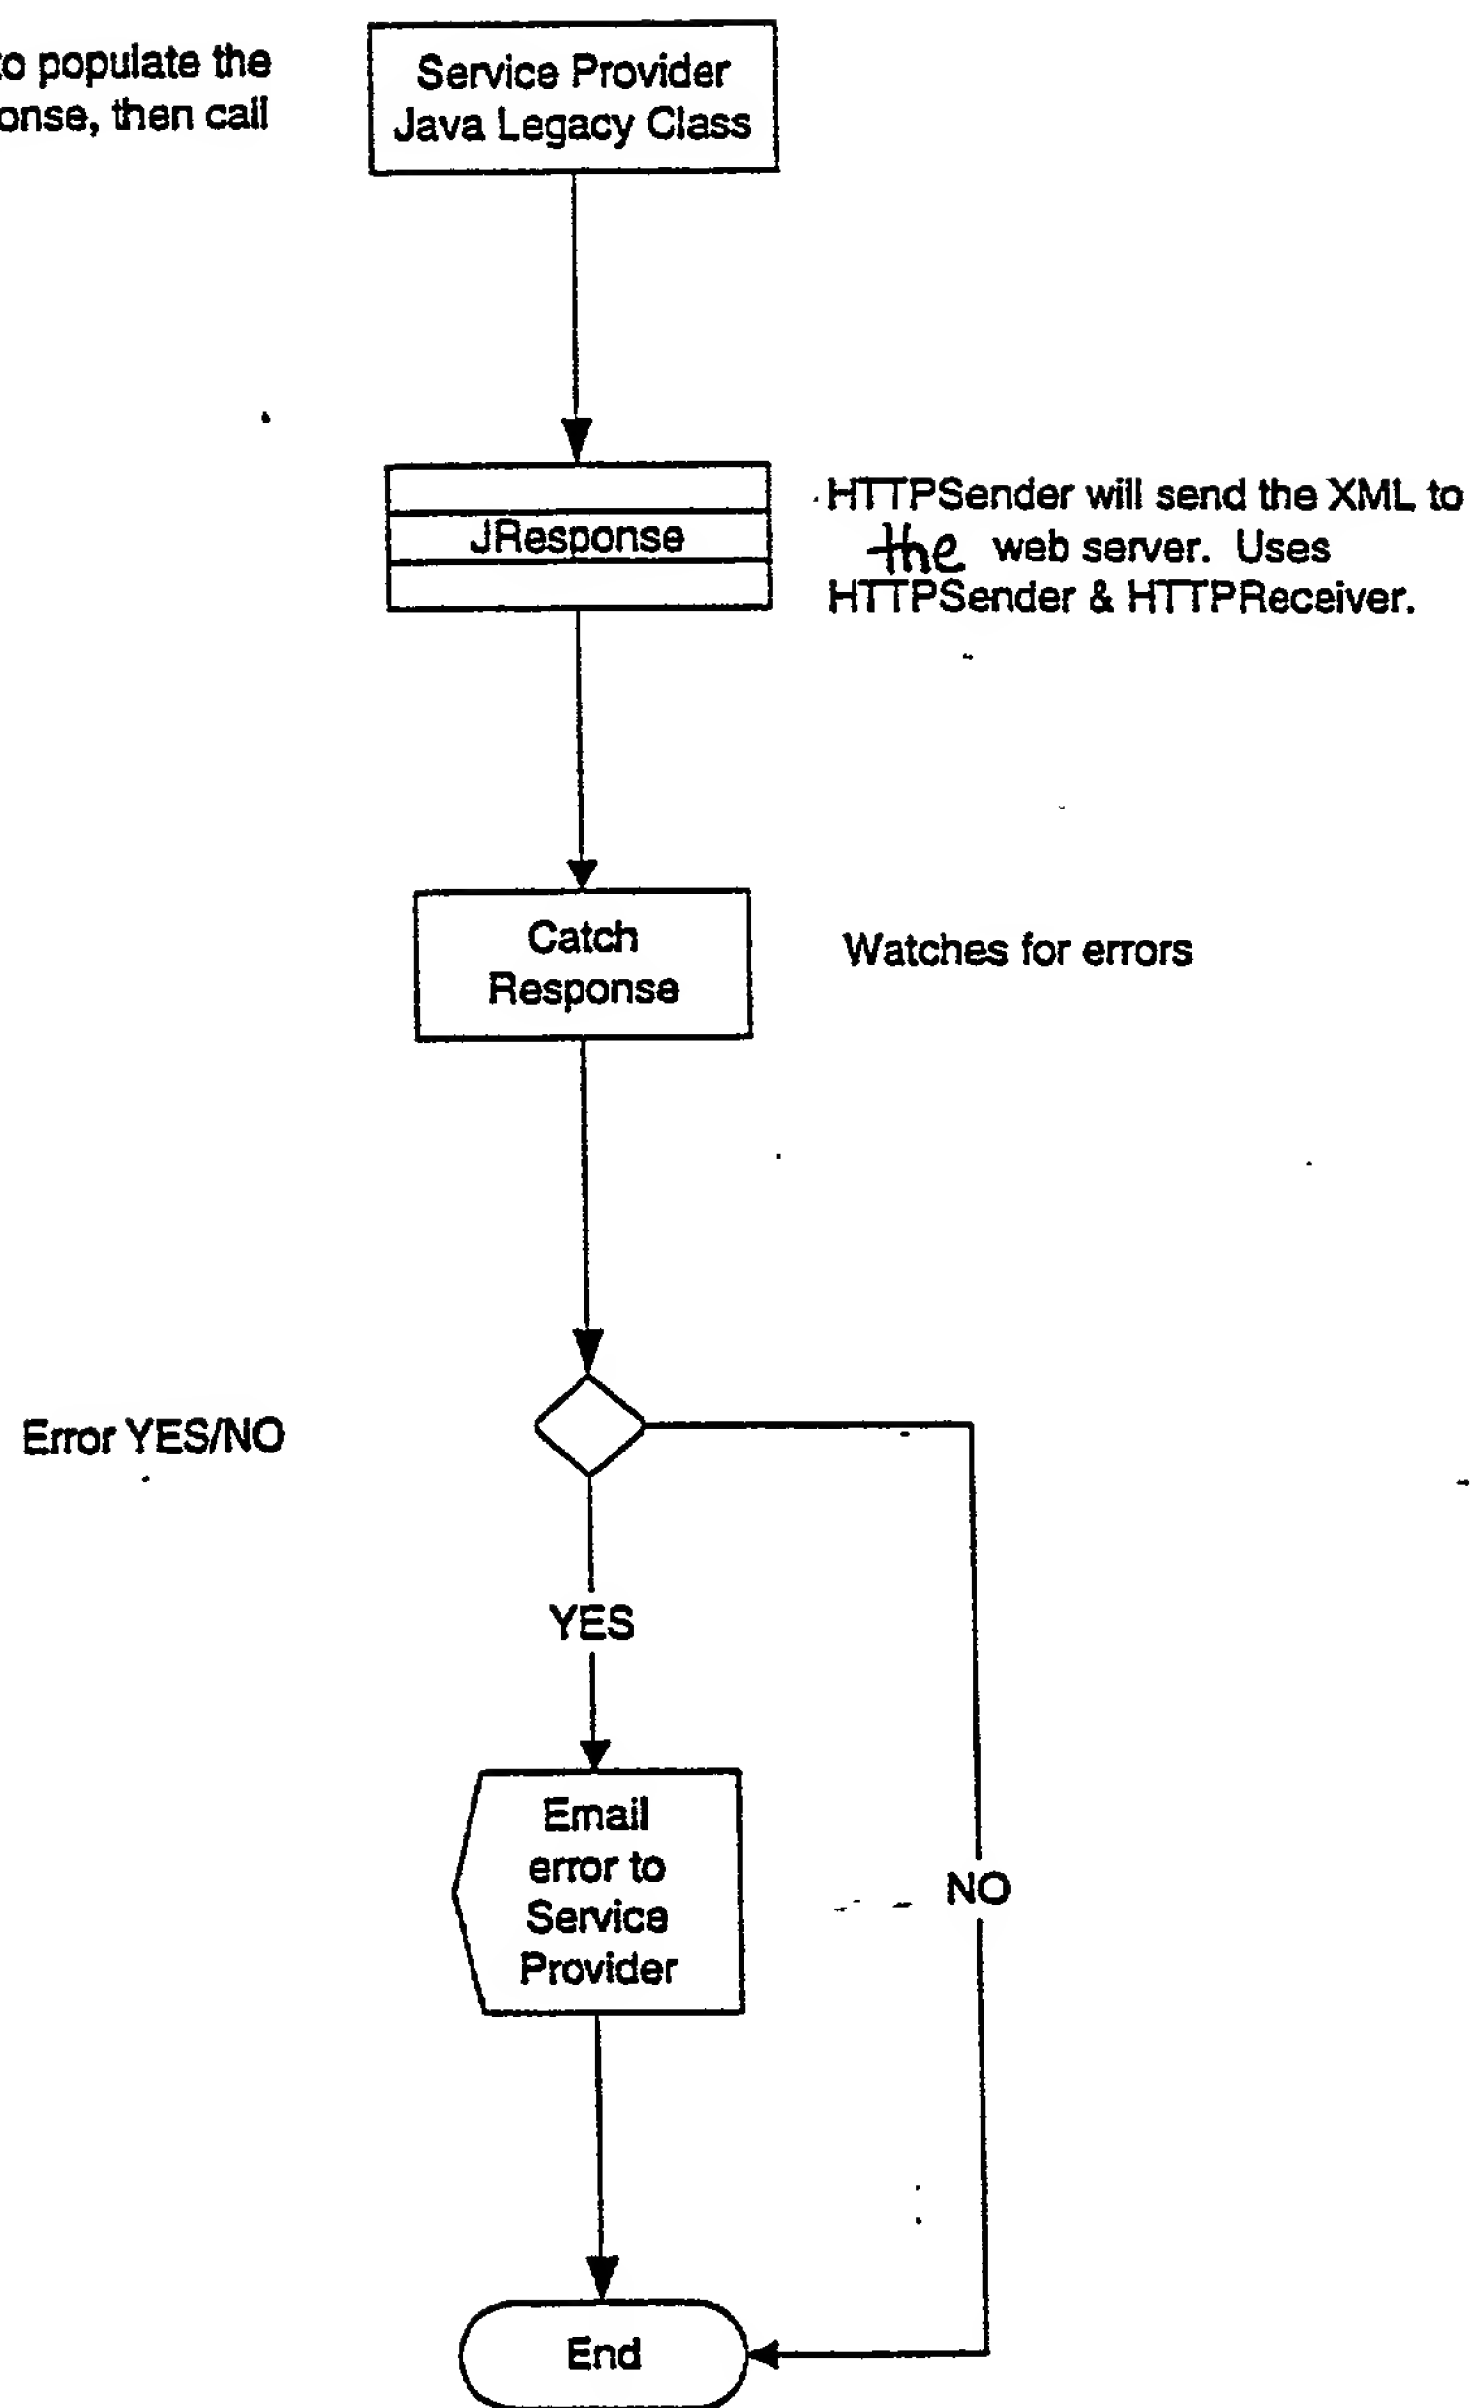 to populate the
onse, then call
Service Provider
Java Legacy Class
JResponse
HTTPSender will send the XML to
the web server. Uses
HTTPSender & HTTPReceiver.
Catch
Response
Watches for errors
Error YES/NO
YES
Email
error to
Service
Provider
NO
End